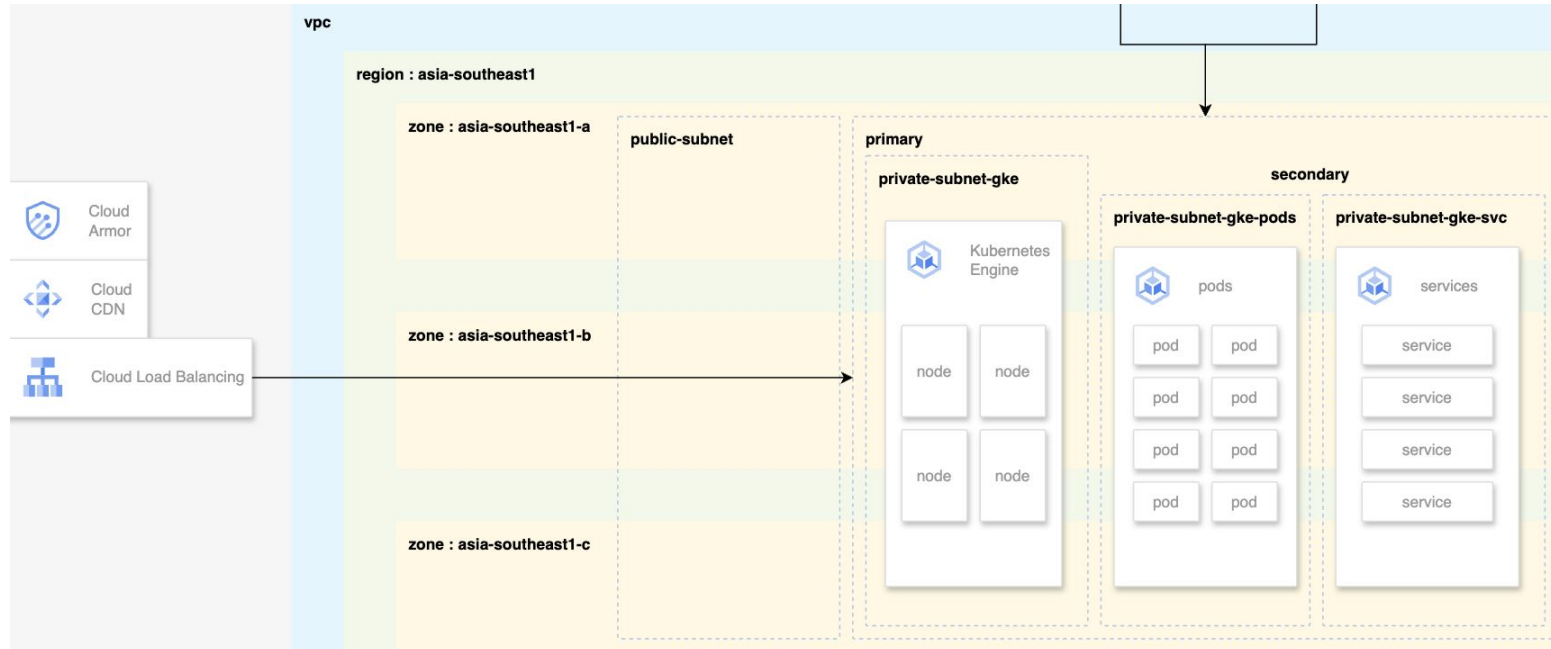 vpc
region : asia-southeast1
zone : asia-southeast1-a
public-subnet
primary
private-subnet-gke
secondary
private-subnet-gke-pods
private-subnet-gke-svc
Cloud
Armor
Cloud
CDN
Cloud Load Balancing
Kubernetes
Engine
node
node
node
node
pods
pod
pod
pod
pod
pod
pod
pod
pod
services
service
service
service
service
zone : asia-southeast1-b
zone : asia-southeast1-c